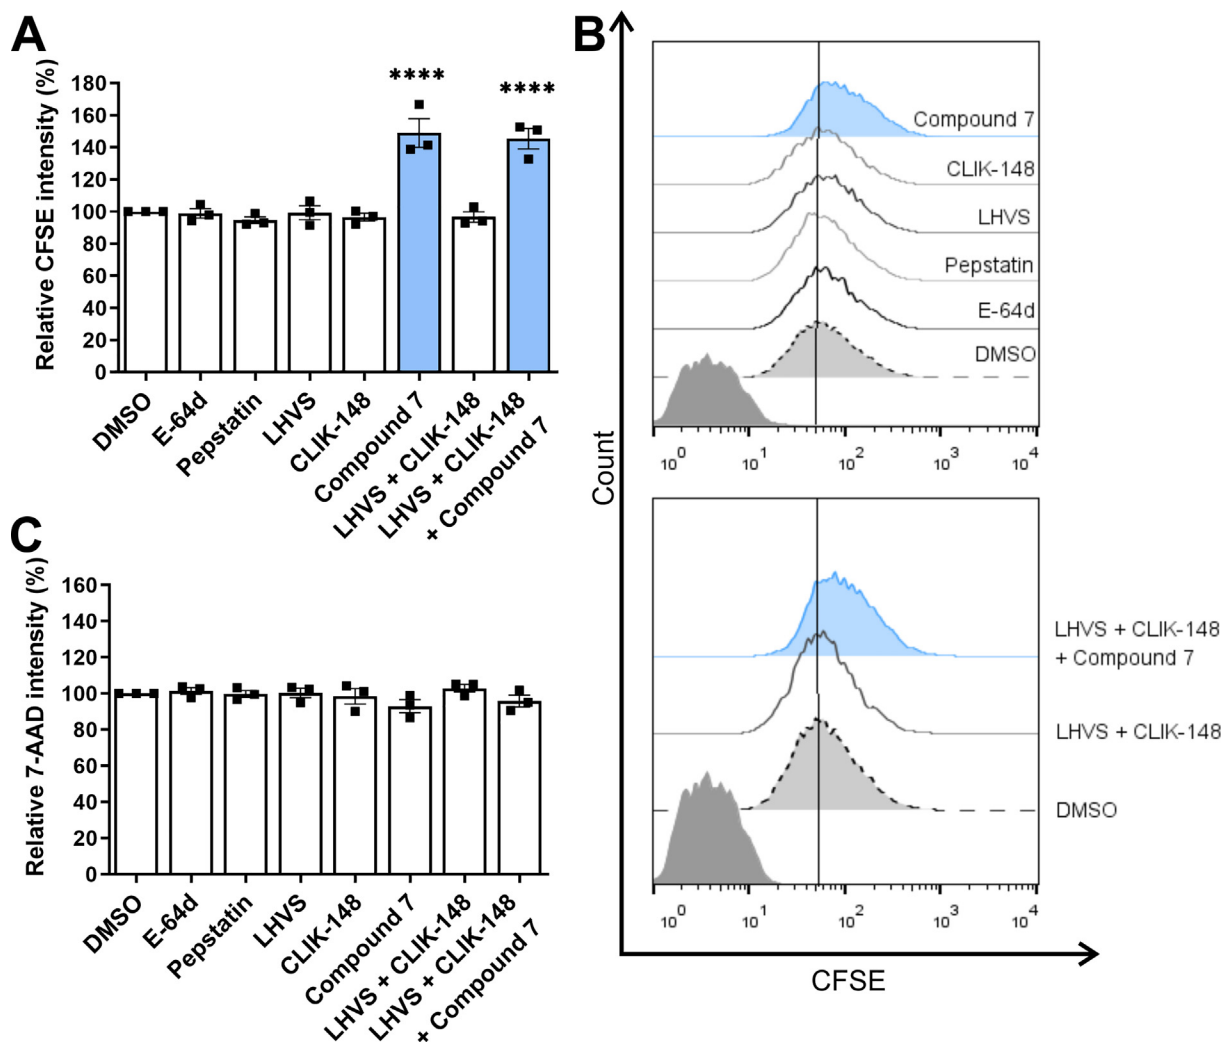 A
Relative CFSE intensity (%)
180
160
140
120
100
80
60
40
20
0
****
****
DMSO
E-64d
Pepstatin
LHVS
CLIK-148
Compound 7
LHVS + CLIK-148
LHVS + CLIK-148
+ Compound 7
B
Count
Compound 7
CLIK-148
LHVS
Pepstatin
E-64d
DMSO
10^0 10^1 10^2 10^3 10^4
LHVS + CLIK-148
+ Compound 7
LHVS + CLIK-148
DMSO
10^0 10^1 10^2 10^3 10^4
CFSE
C
Relative 7-AAD intensity (%)
160
140
120
100
80
60
40
20
0
DMSO
E-64d
Pepstatin
LHVS
CLIK-148
Compound 7
LHVS + CLIK-148
LHVS + CLIK-148
+ Compound 7